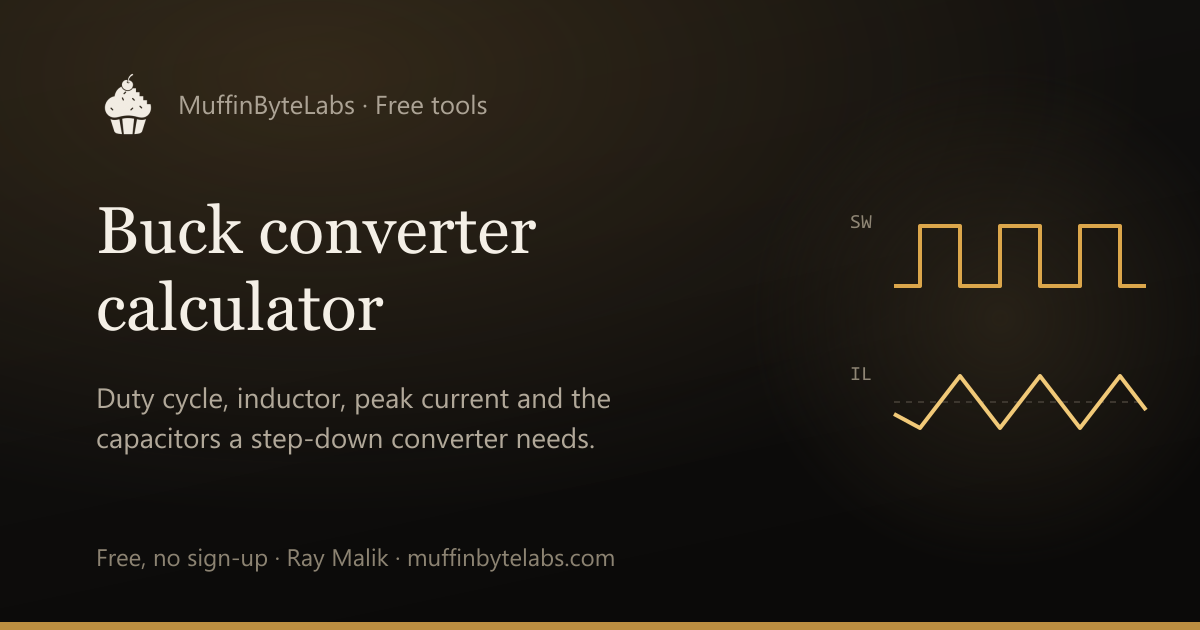 MuffinByteLabs · Free tools
Buck converter
calculator
Duty cycle, inductor, peak current and the
capacitors a step-down converter needs.
Free, no sign-up · Ray Malik · muffinbytelabs.com
SW
IL